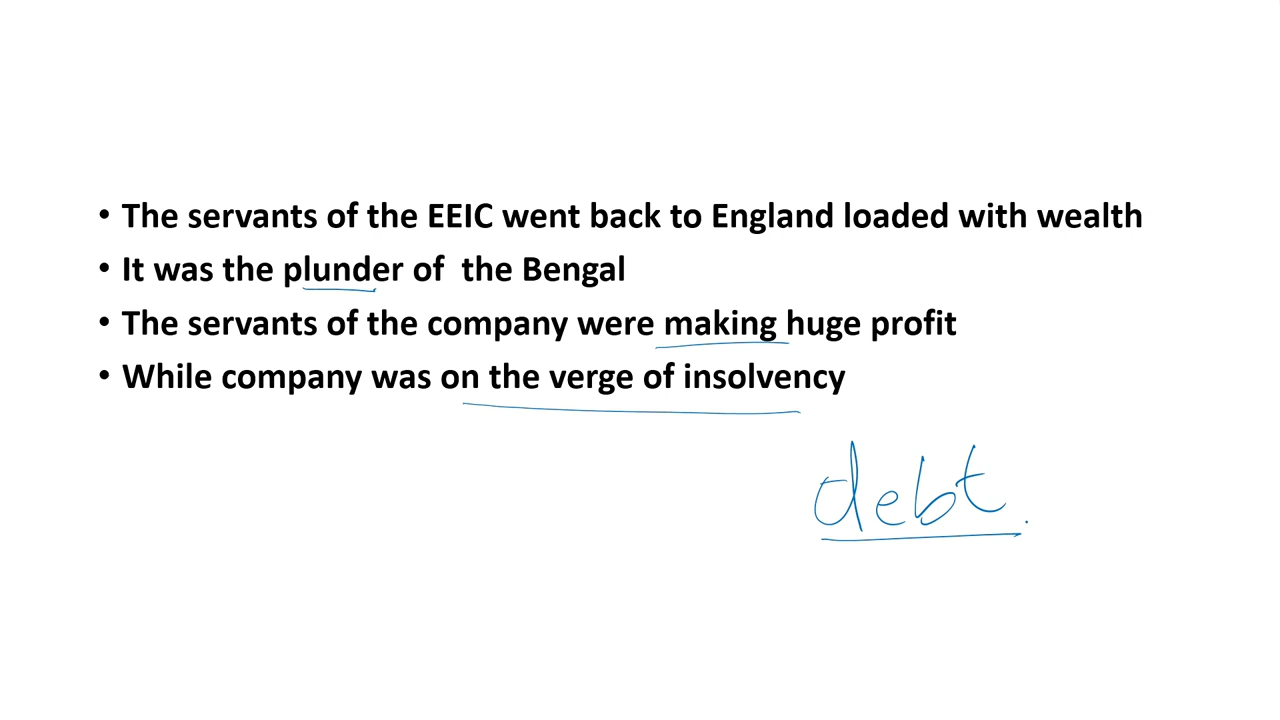 • The servants of the EEIC went back to England loaded with wealth
• It was the plunder of the Bengal
• The servants of the company were making huge profit
• While company was on the verge of insolvency
debt.